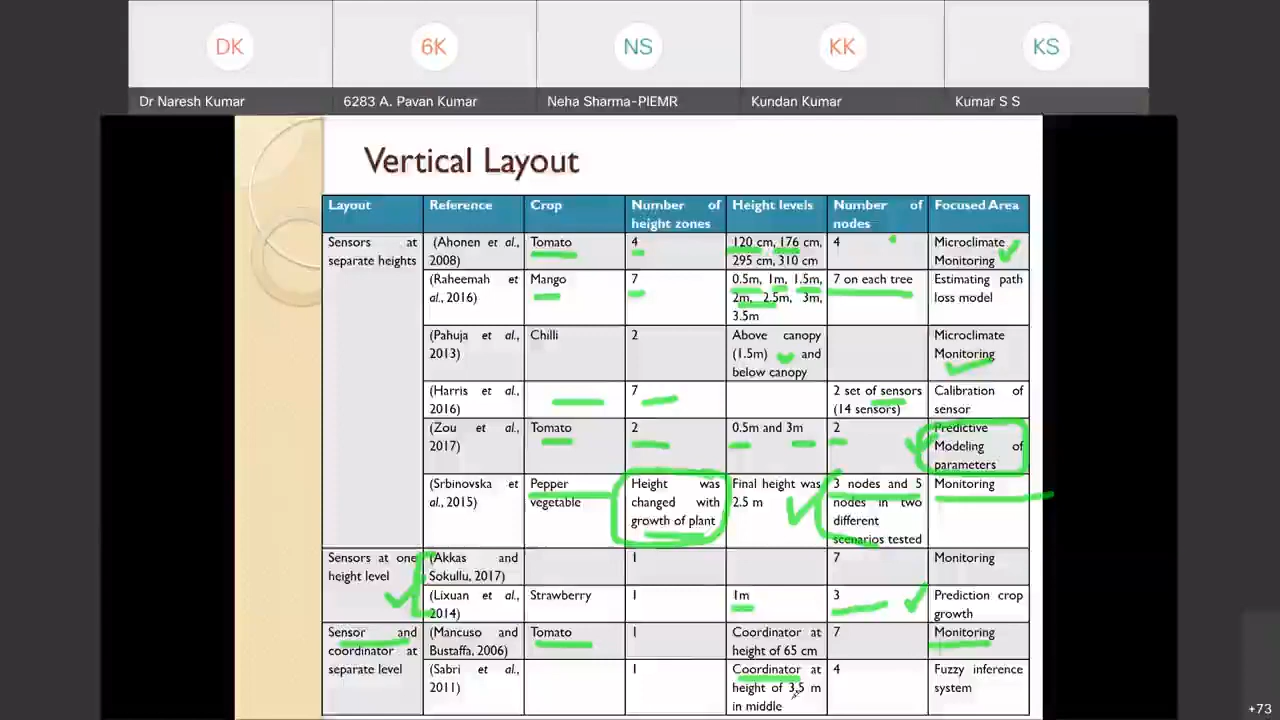 DK
6K
NS
KK
KS
Dr Naresh Kumar
6283 A. Pavan Kumar
Neha Sharma-PIEMR
Kundan Kumar
Kumar S S
Vertical Layout
Layout
Reference
Crop
Number of
height zones
Height levels
Number of
nodes
Focused Area
Sensors at
separate heights
(Ahonen et al.,
2008)
Tomato
4
120 cm, 176 cm,
295 cm, 310 cm
4
Microclimate
Monitoring
(Raheemah et
al., 2016)
Mango
7
0.5m, 1m, 1.5m,
2m, 2.5m, 3m,
3.5m
7 on each tree
Estimating path
loss model
(Pahuja et al.,
2013)
Chilli
2
Above canopy
(1.5m) and
below canopy
Microclimate
Monitoring
(Harris et al.,
2016)
7
2 set of sensors
(14 sensors)
Calibration of
sensor
(Zou et al.,
2017)
Tomato
2
0.5m and 3m
2
Predictive
Modeling of
parameters
(Srbinovska et
al., 2015)
Pepper
vegetable
Height was
changed with
growth of plant
Final height was
2.5 m
3 nodes and 5
nodes in two
different
scenarios tested
Monitoring
Sensors at one
height level
(Akkas and
Sokullu, 2017)
1
7
Monitoring
(Lixuan et al.,
2014)
Strawberry
1
1m
3
Prediction crop
growth
Sensor and
coordinator at
separate level
(Mancuso and
Bustaffa, 2006)
Tomato
1
Coordinator at
height of 65 cm
7
Monitoring
(Sabri et al.,
2011)
1
Coordinator at
height of 3.5 m
in middle
4
Fuzzy inference
system
+73